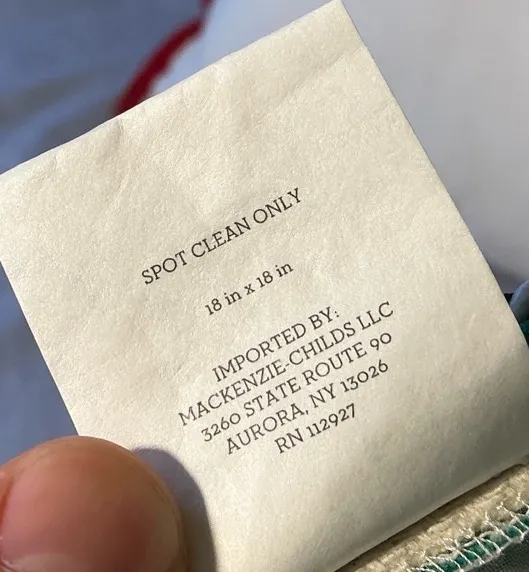 SPOT CLEAN ONLY
18 in x 18 in
IMPORTED BY:
MACKENZIE-CHILDS LLC
3260 STATE ROUTE 90
AURORA, NY 13026
RN 112927